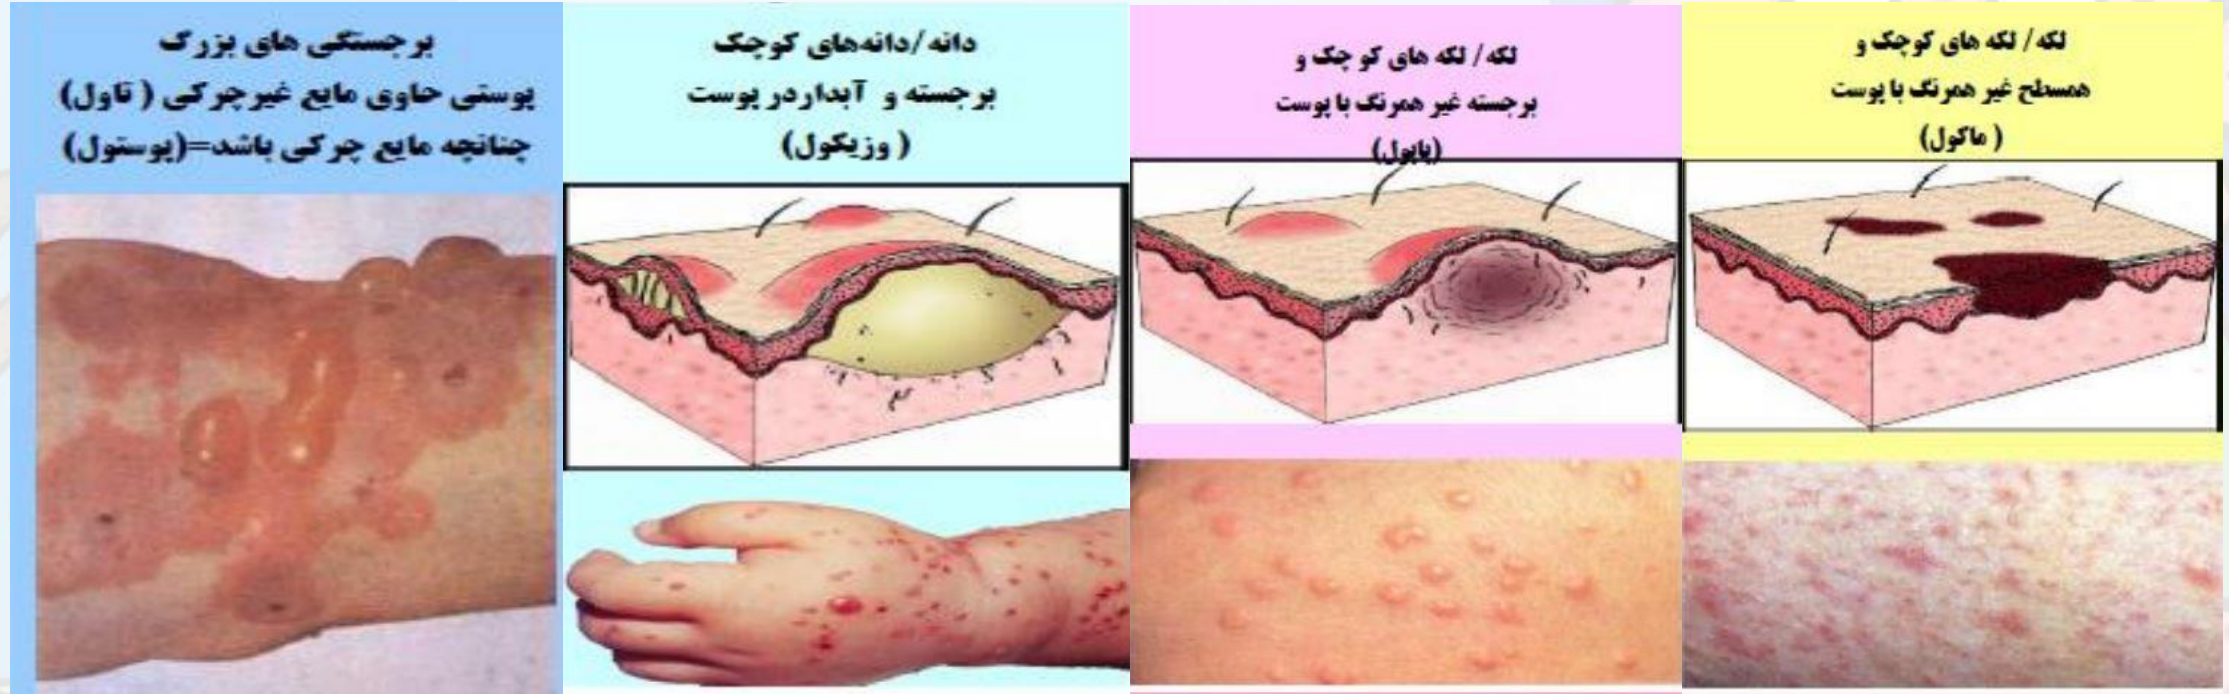 لکه/ لکه های کوچک و
همسطح غیر همرنگ با پوست
( ماکول)
لکه/ لکه های کو چک و
برجسته غیر همرنگ با پوست
(پاپول)
دانه/دانه‌های کوچک
برجسته و آبدار در پوست
( وزیکول)
برجستگی های بزرگ
پوستی حاوی مایع غیرچرکی ( تاول)
چنانچه مایع چرکی باشد=(پوستول)